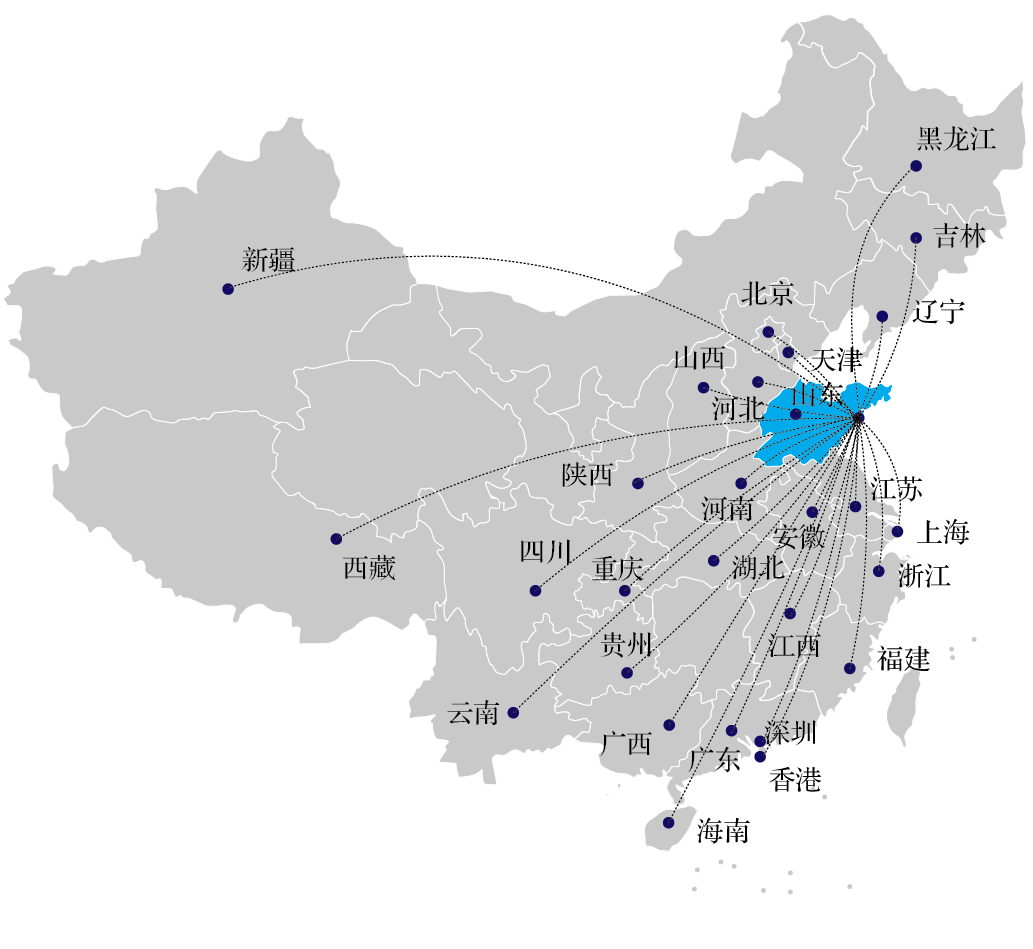 黑龙江
吉林
新疆
北京
辽宁
山西
天津
山东
河北
陕西
江苏
河南
上海
安徽
四川
西藏
重庆
湖北
浙江
贵州
江西
福建
云南
深圳
广西
广东
香港
海南